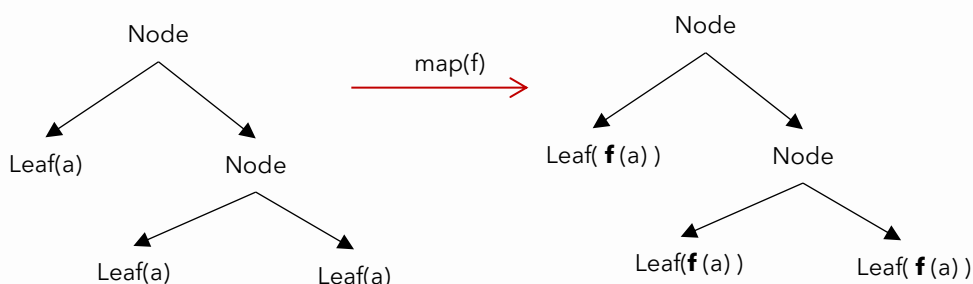 Node
Leaf(a)
Node
Leaf(a)
Leaf(a)
map(f)
Node
Leaf( f (a) )
Node
Leaf(f (a) )
Leaf( f (a) )